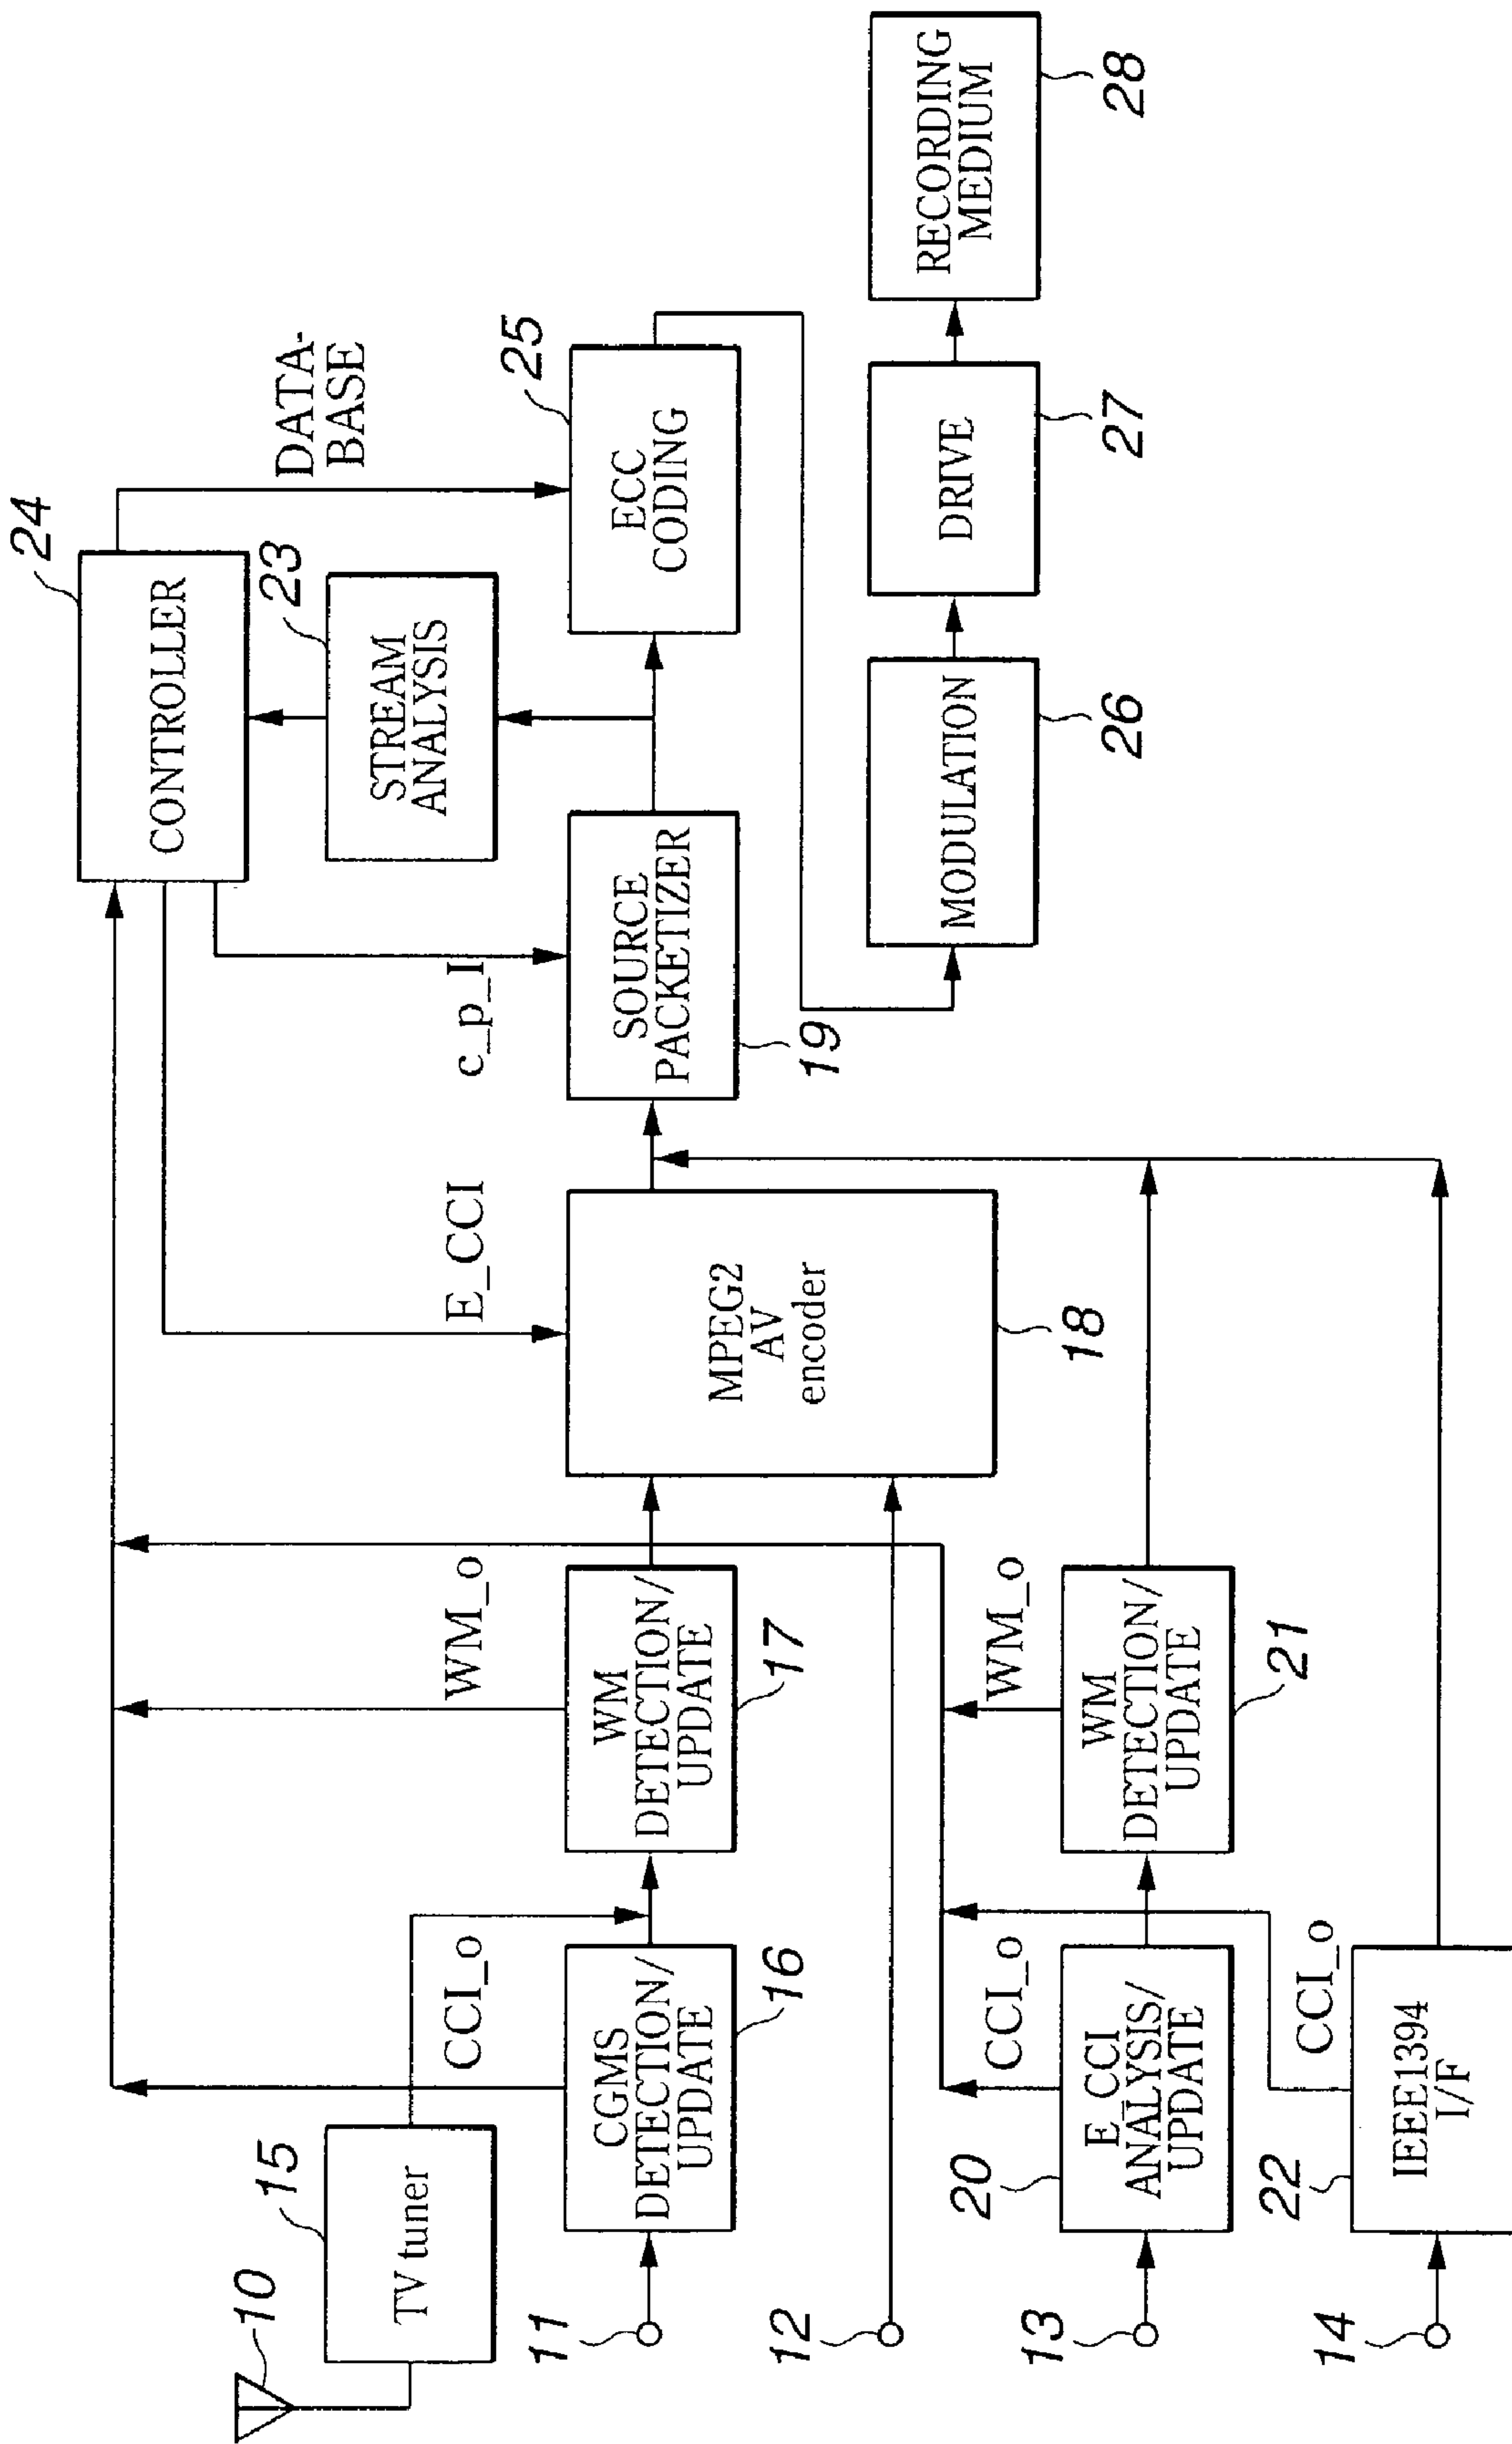 10
15
TV tuner
11
CGMS
DETECTION/
UPDATE
16
CCI_o
WM
DETECTION/
UPDATE
17
WM_o
12
MPEG2
AV
encoder
18
E_CCI
13
20
E_CCI
ANALYSIS/
UPDATE
CCI_o
WM
DETECTION/
UPDATE
21
WM_o
14
22
IEEE1394
I/F
CCI_o
SOURCE
PACKETIZER
19
c_p_I
STREAM
ANALYSIS
23
CONTROLLER
24
DATA-
BASE
ECC
CODING
25
MODULATION
26
DRIVE
27
RECORDING
MEDIUM
28